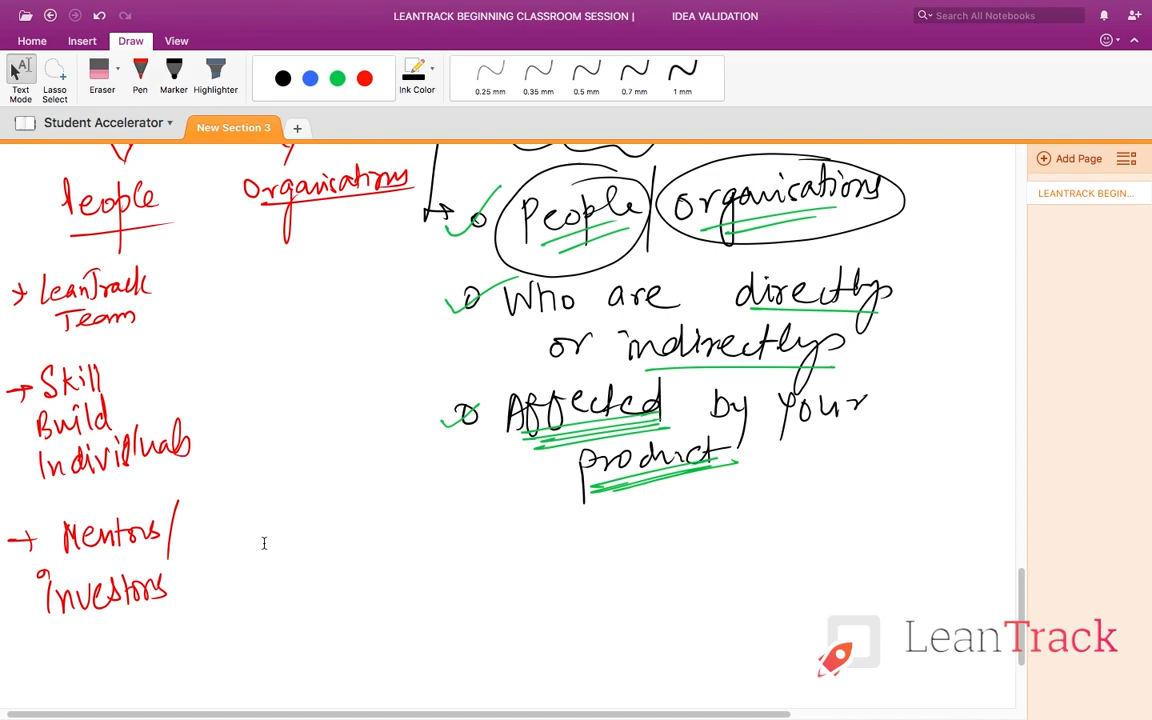 LEANTRACK BEGINNING CLASSROOM SESSION | IDEA VALIDATION
Search All Notebooks
Home Insert Draw View
Text Mode
Lasso Select
Eraser
Pen
Marker
Highlighter
Ink Color
0.25 mm 0.35 mm 0.5 mm 0.7 mm 1 mm
Student Accelerator
New Section 3
+
Add Page
LEANTRACK BEGIN...
People
Organisations
→ LeanTrack
Team
→ Skill
Build
Individuals
→ Mentors/
investors
People / organisations
Who are directly
or indirectly
Affected by your
product
LeanTrack